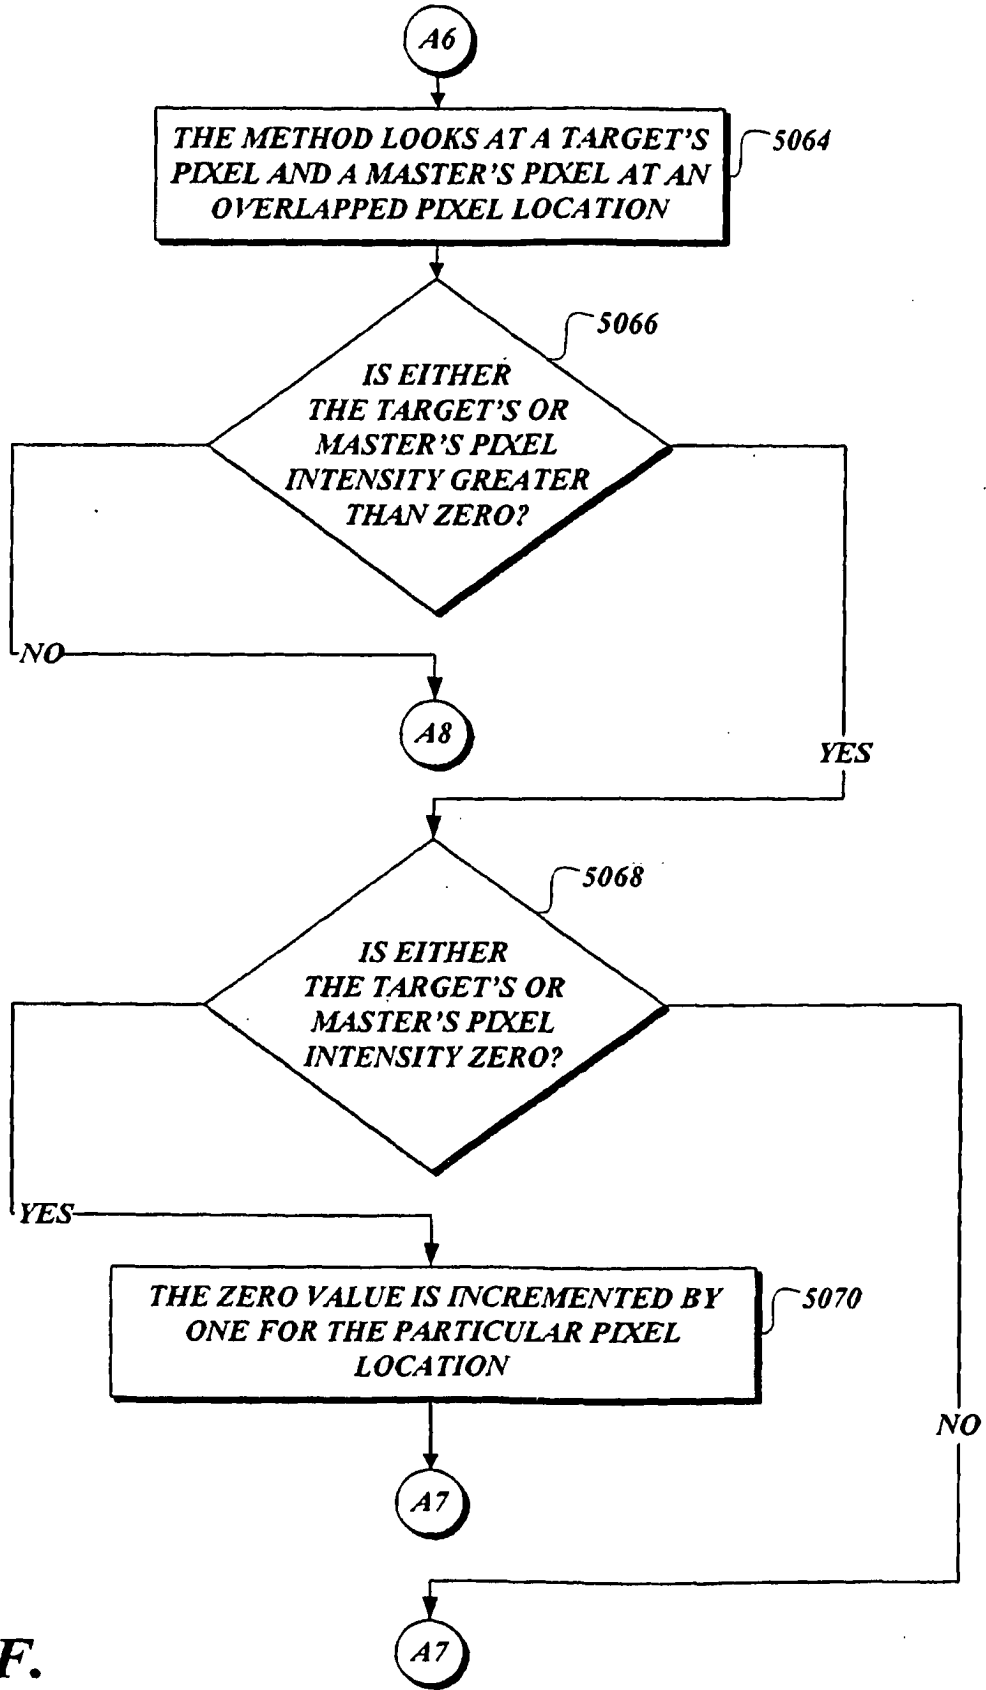 A6
THE METHOD LOOKS AT A TARGET'S
PIXEL AND A MASTER'S PIXEL AT AN
OVERLAPPED PIXEL LOCATION
5064
5066
IS EITHER
THE TARGET'S OR
MASTER'S PIXEL
INTENSITY GREATER
THAN ZERO?
NO
A8
YES
5068
IS EITHER
THE TARGET'S OR
MASTER'S PIXEL
INTENSITY ZERO?
YES
THE ZERO VALUE IS INCREMENTED BY
ONE FOR THE PARTICULAR PIXEL
LOCATION
5070
NO
A7
A7
F.